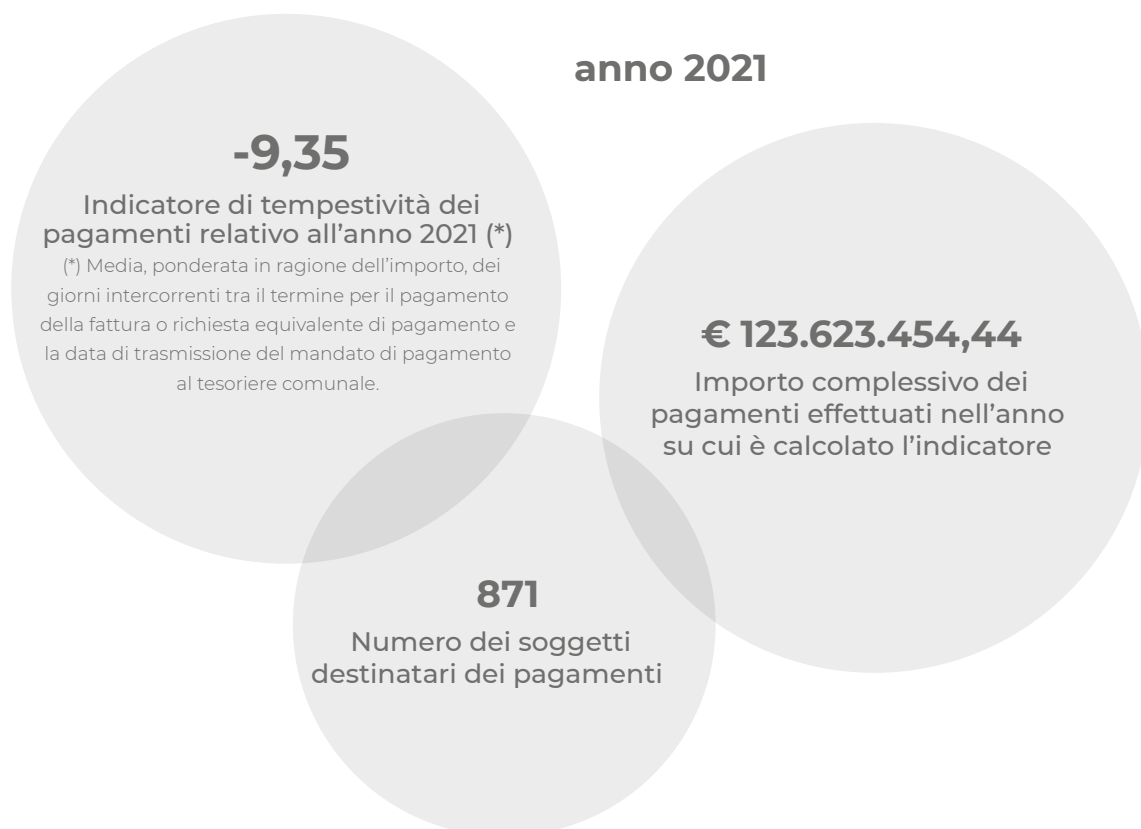 anno 2021
-9,35
Indicatore di tempestività dei
pagamenti relativo all’anno 2021 (*)
(*) Media, ponderata in ragione dell’importo, dei
giorni intercorrenti tra il termine per il pagamento
della fattura o richiesta equivalente di pagamento e
la data di trasmissione del mandato di pagamento
al tesoriere comunale.
€ 123.623.454,44
Importo complessivo dei
pagamenti effettuati nell’anno
su cui è calcolato l’indicatore
871
Numero dei soggetti
destinatari dei pagamenti